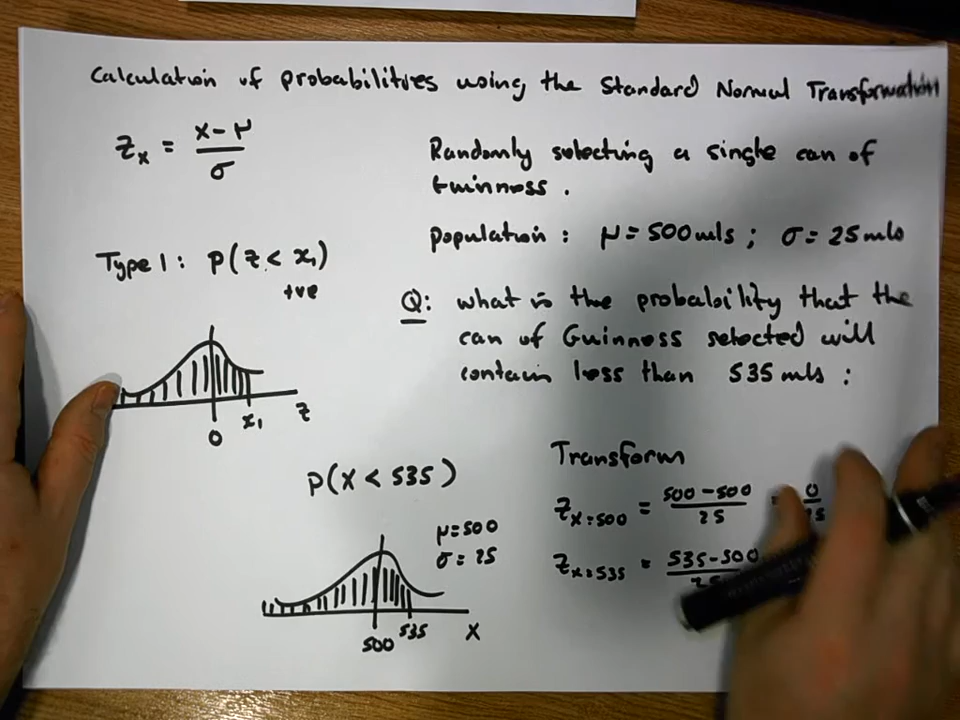 Calculation of probabilities using the Standard Normal Transformation
Zx = x-μ / σ
Randomly selecting a single can of
Guinness.
population: μ = 500 mls; σ = 25 mls
Type 1: P(Z < x₁)
+ve
Q: what is the probability that the
can of Guinness selected will
contain less than 535 mls:
0 x₁ Z
P(X < 535)
μ = 500
σ = 25
500 535 X
Transform
Zx=500 = 500-500 / 25 = 0 / 25
Zx=535 = 535-500 / 25